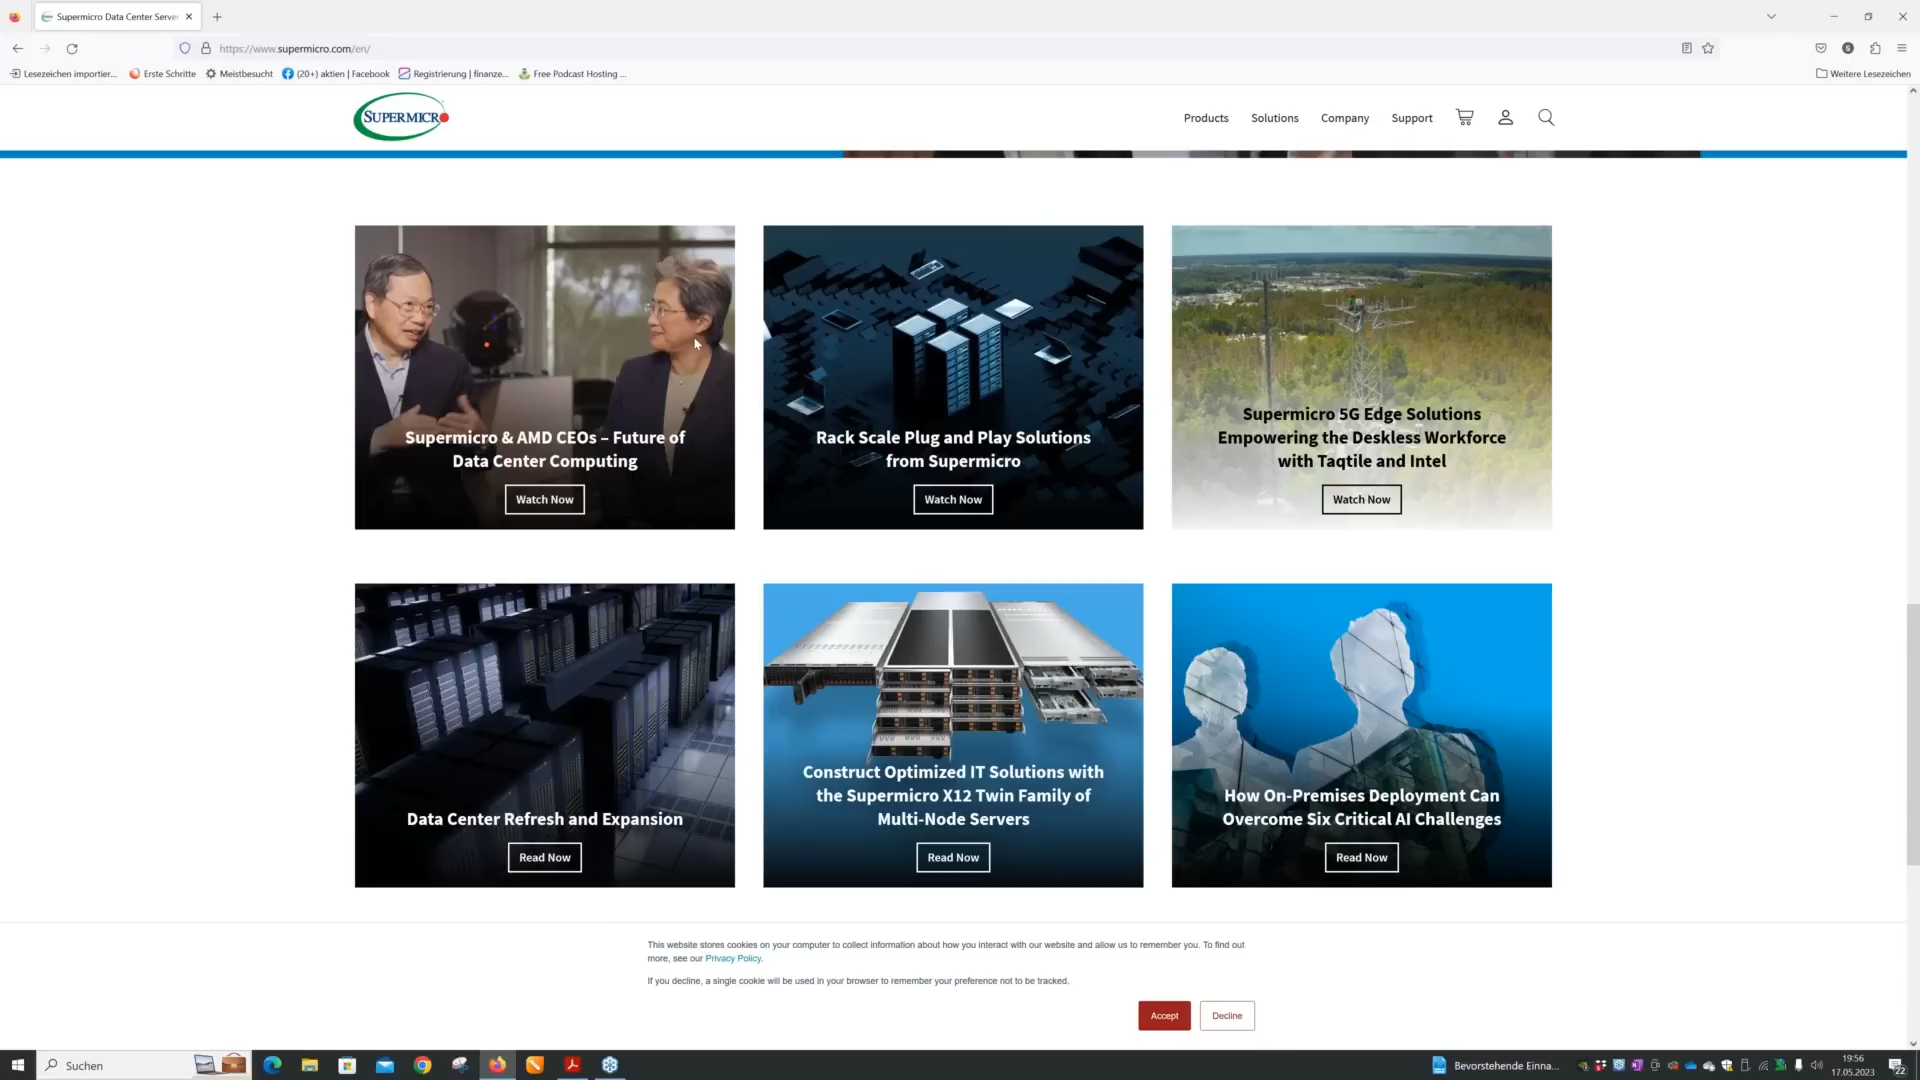 Supermicro Data Center Server
https://www.supermicro.com/en/
Lesezeichen importier...
Erste Schritte
Meistbesucht
(20+) aktien | Facebook
Registrierung | finanze...
Free Podcast Hosting ...
Weitere Lesezeichen
SUPERMICRO
Products
Solutions
Company
Support
Supermicro & AMD CEOs – Future of
Data Center Computing
Watch Now
Rack Scale Plug and Play Solutions
from Supermicro
Watch Now
Supermicro 5G Edge Solutions
Empowering the Deskless Workforce
with Taqtile and Intel
Watch Now
Data Center Refresh and Expansion
Read Now
Construct Optimized IT Solutions with
the Supermicro X12 Twin Family of
Multi-Node Servers
Read Now
How On-Premises Deployment Can
Overcome Six Critical AI Challenges
Read Now
This website stores cookies on your computer to collect information about how you interact with our website and allow us to remember you. To find out
more, see our Privacy Policy.
If you decline, a single cookie will be used in your browser to remember your preference not to be tracked.
Accept
Decline
Suchen
Bevorstehende Einna...
19:56
17.05.2023
22